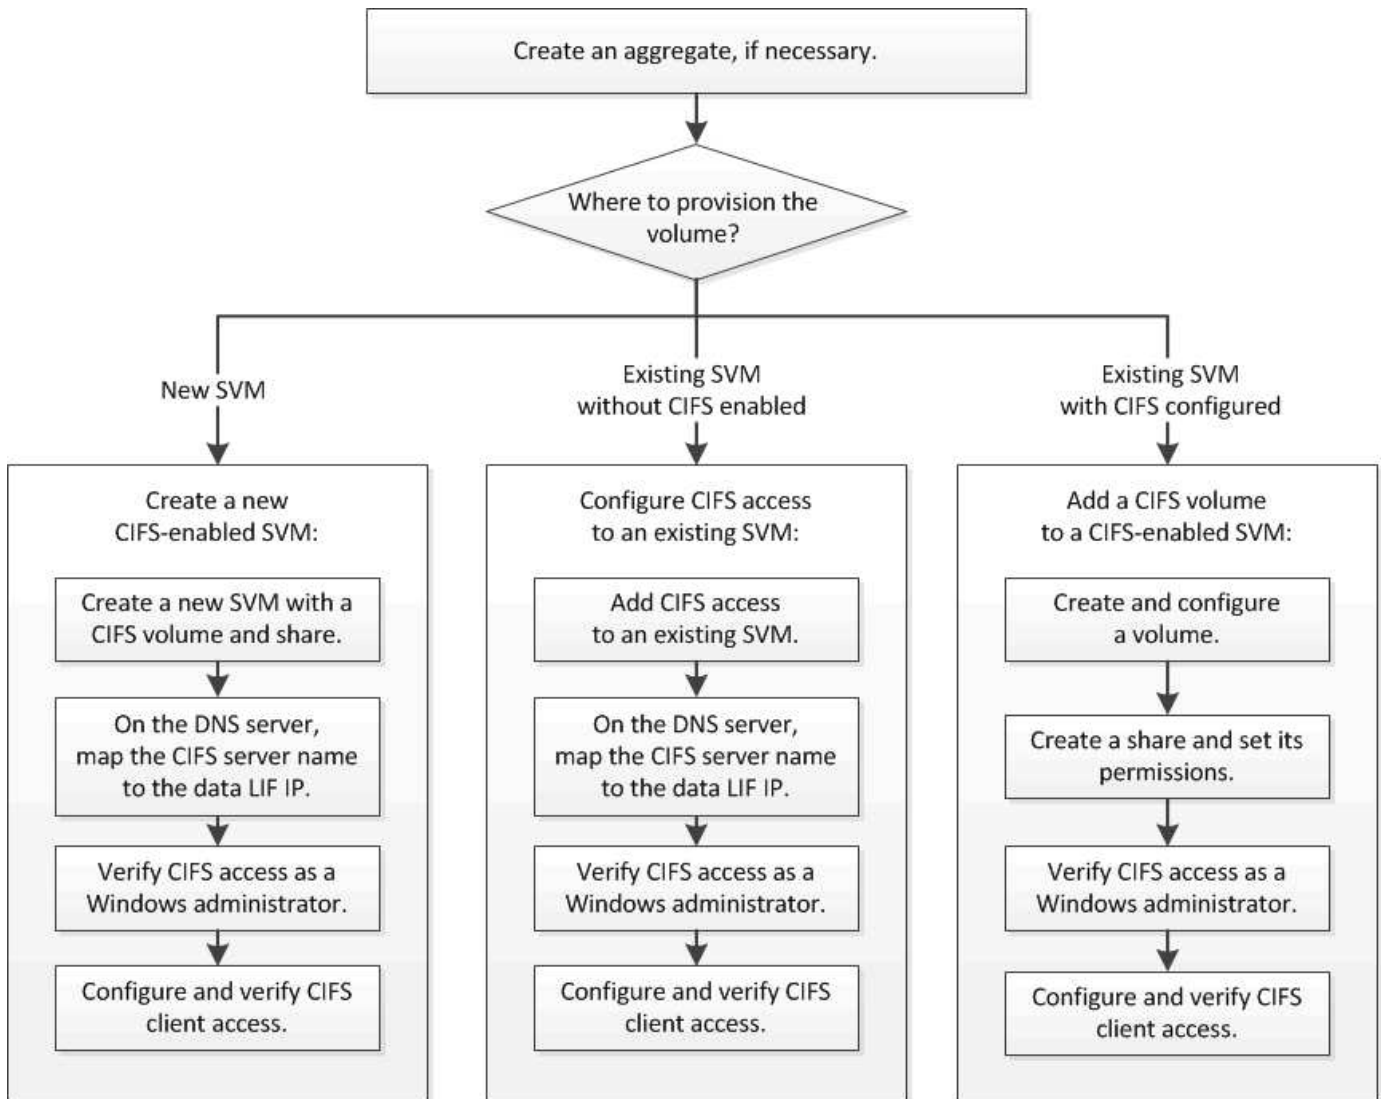 Create an aggregate, if necessary.
Where to provision the
volume?
New SVM
Existing SVM
without CIFS enabled
Existing SVM
with CIFS configured
Create a new
CIFS-enabled SVM:
Create a new SVM with a
CIFS volume and share.
On the DNS server,
map the CIFS server name
to the data LIF IP.
Verify CIFS access as a
Windows administrator.
Configure and verify CIFS
client access.
Configure CIFS access
to an existing SVM:
Add CIFS access
to an existing SVM.
On the DNS server,
map the CIFS server name
to the data LIF IP.
Verify CIFS access as a
Windows administrator.
Configure and verify CIFS
client access.
Add a CIFS volume
to a CIFS-enabled SVM:
Create and configure
a volume.
Create a share and set its
permissions.
Verify CIFS access as a
Windows administrator.
Configure and verify CIFS
client access.